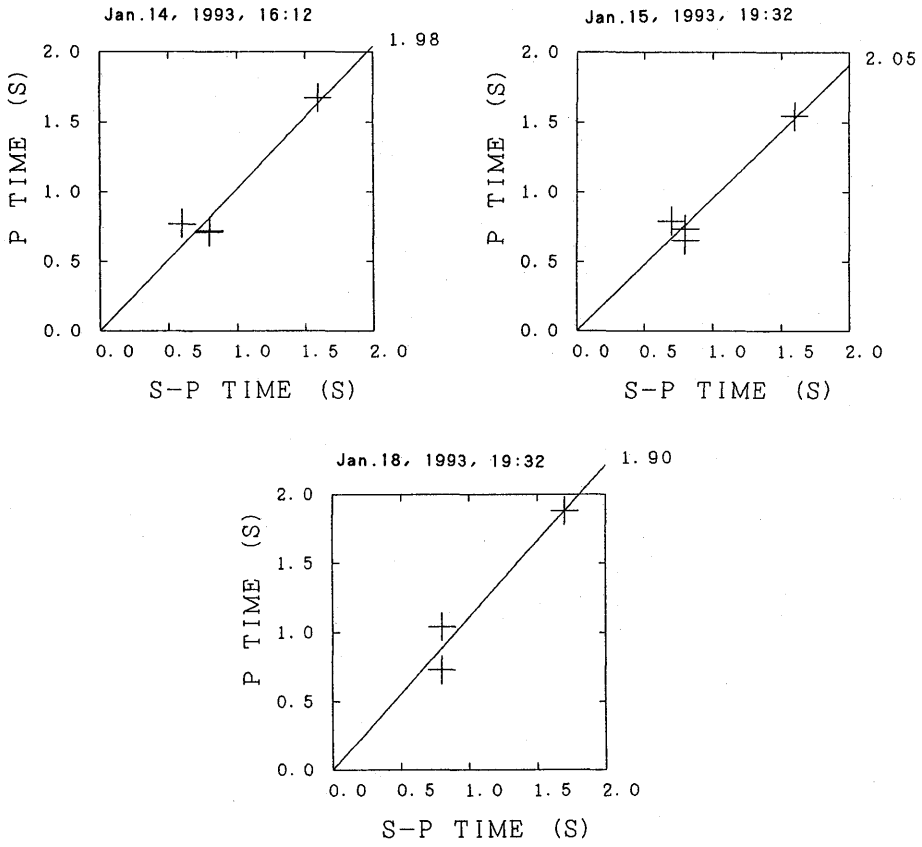 Jan.14, 1993, 16:12
1.98
2.0
1.5
1.0
0.5
0.0
P TIME (S)
0.0 0.5 1.0 1.5 2.0
S-P TIME (S)
Jan.15, 1993, 19:32
2.05
2.0
1.5
1.0
0.5
0.0
P TIME (S)
0.0 0.5 1.0 1.5 2.0
S-P TIME (S)
Jan.18, 1993, 19:32
1.90
2.0
1.5
1.0
0.5
0.0
P TIME (S)
0.0 0.5 1.0 1.5 2.0
S-P TIME (S)